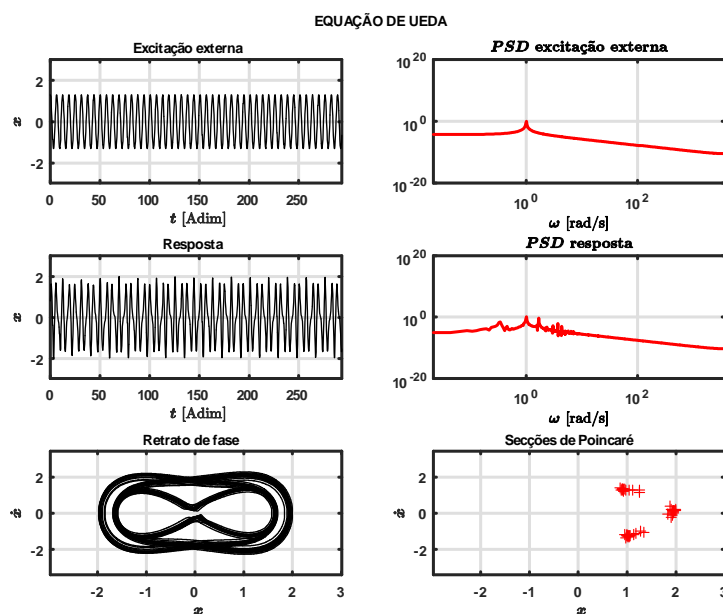 EQUAÇÃO DE UEDA
Excitação externa
2
0
-2
x
0 50 100 150 200 250
t [Adim]
PSD excitação externa
10^20
10^0
10^-20
10^0 10^2
ω [rad/s]
Resposta
2
0
-2
x
0 50 100 150 200 250
t [Adim]
PSD resposta
10^20
10^0
10^-20
10^0 10^2
ω [rad/s]
Retrato de fase
2
0
-2
ẋ
-2 -1 0 1 2 3
x
Secções de Poincaré
2
0
-2
ẋ
-2 -1 0 1 2 3
x